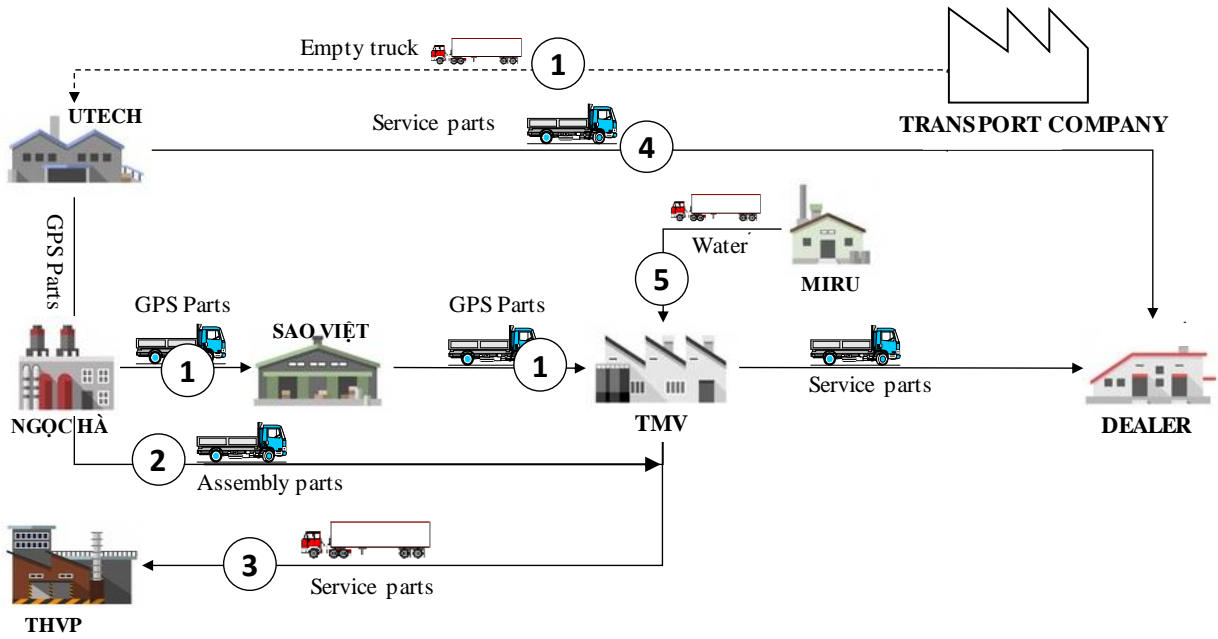 Empty truck
1
UTECH
Service parts
4
TRANSPORT COMPANY
GPS Parts
Water
MIRU
5
GPS Parts
1
SAO VIỆT
GPS Parts
1
Service parts
NGỌC HÀ
TMV
DEALER
2
Assembly parts
3
Service parts
THVP